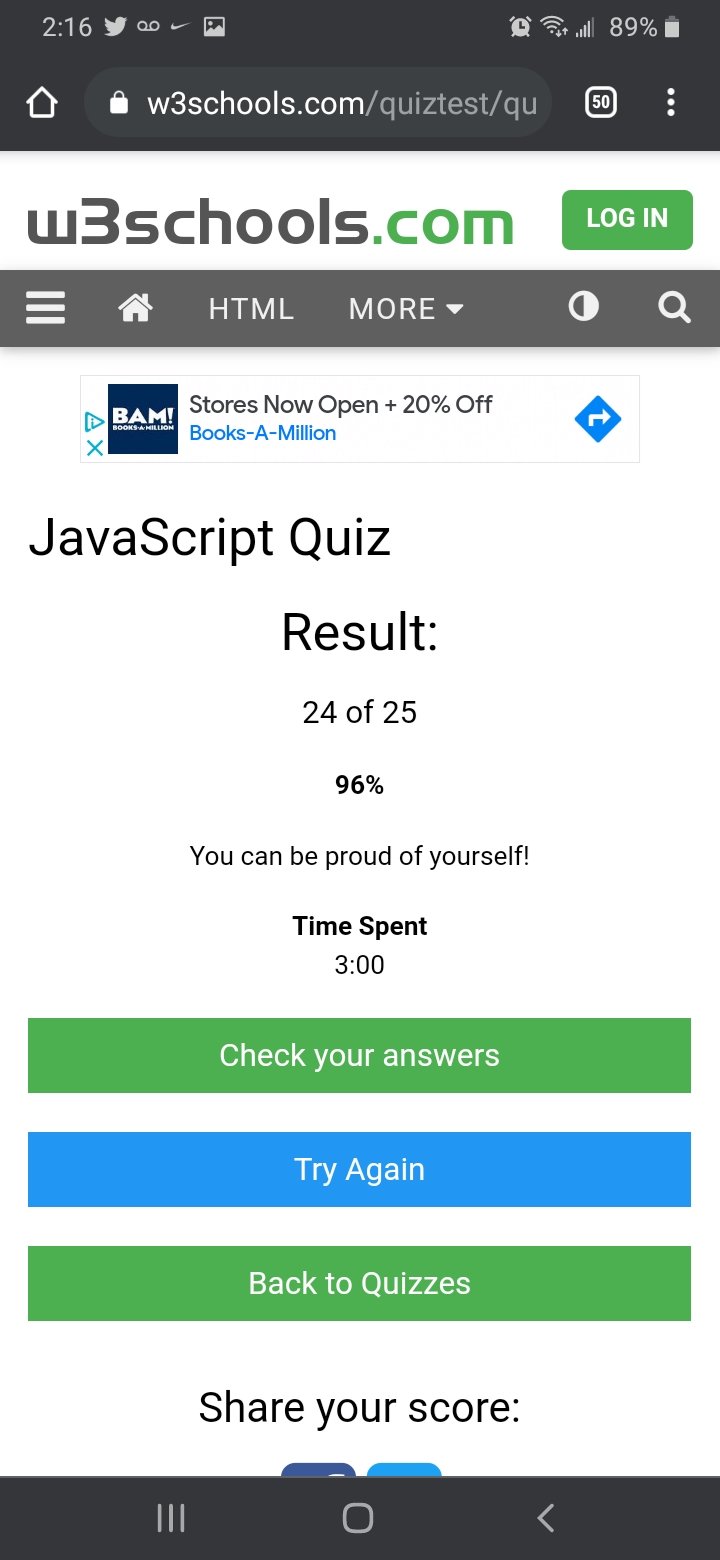 2:16 89%
w3schools.com/quiztest/qu 50
w3schools.com LOG IN
HTML MORE
BAM! Stores Now Open + 20% Off
BOOKS-A-MILLION Books-A-Million
JavaScript Quiz
Result:
24 of 25
96%
You can be proud of yourself!
Time Spent
3:00
Check your answers
Try Again
Back to Quizzes
Share your score: